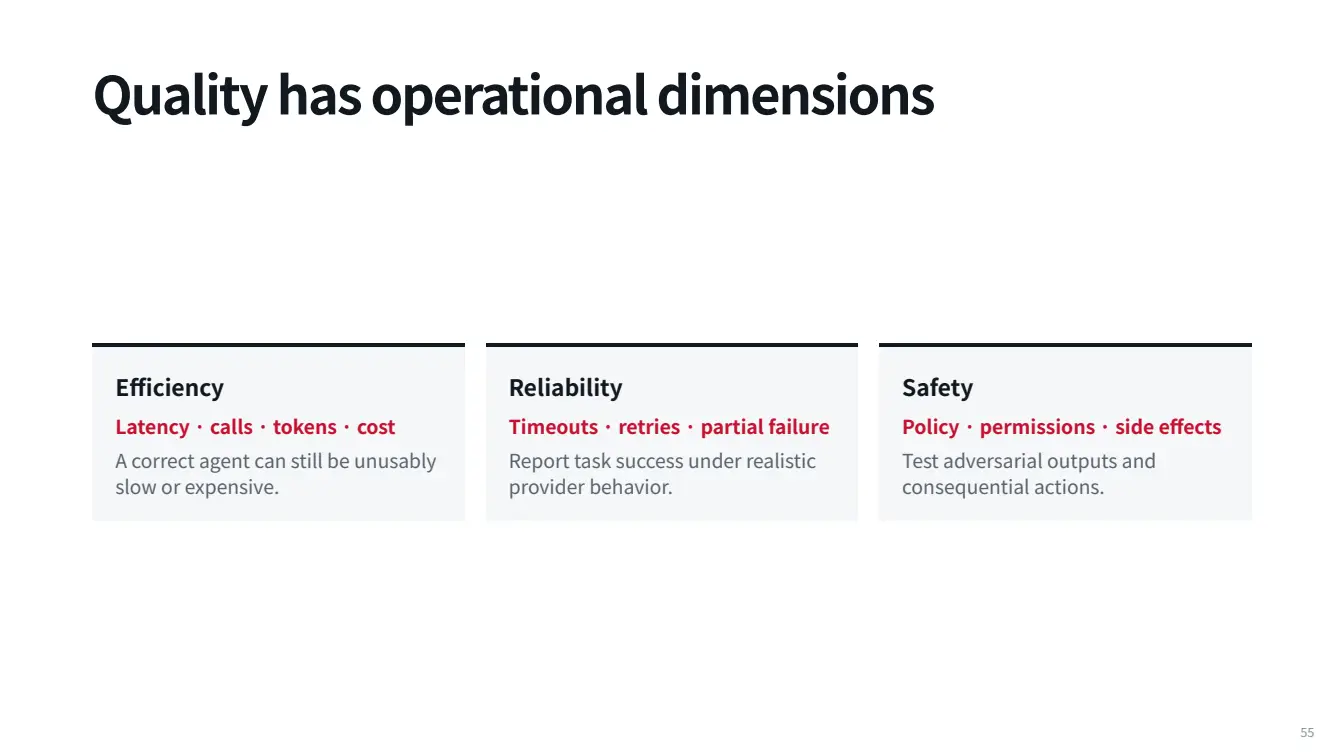 Quality has operational dimensions
Efficiency
Latency · calls · tokens · cost
A correct agent can still be unusably
slow or expensive.
Reliability
Timeouts · retries · partial failure
Report task success under realistic
provider behavior.
Safety
Policy · permissions · side effects
Test adversarial outputs and
consequential actions.
55